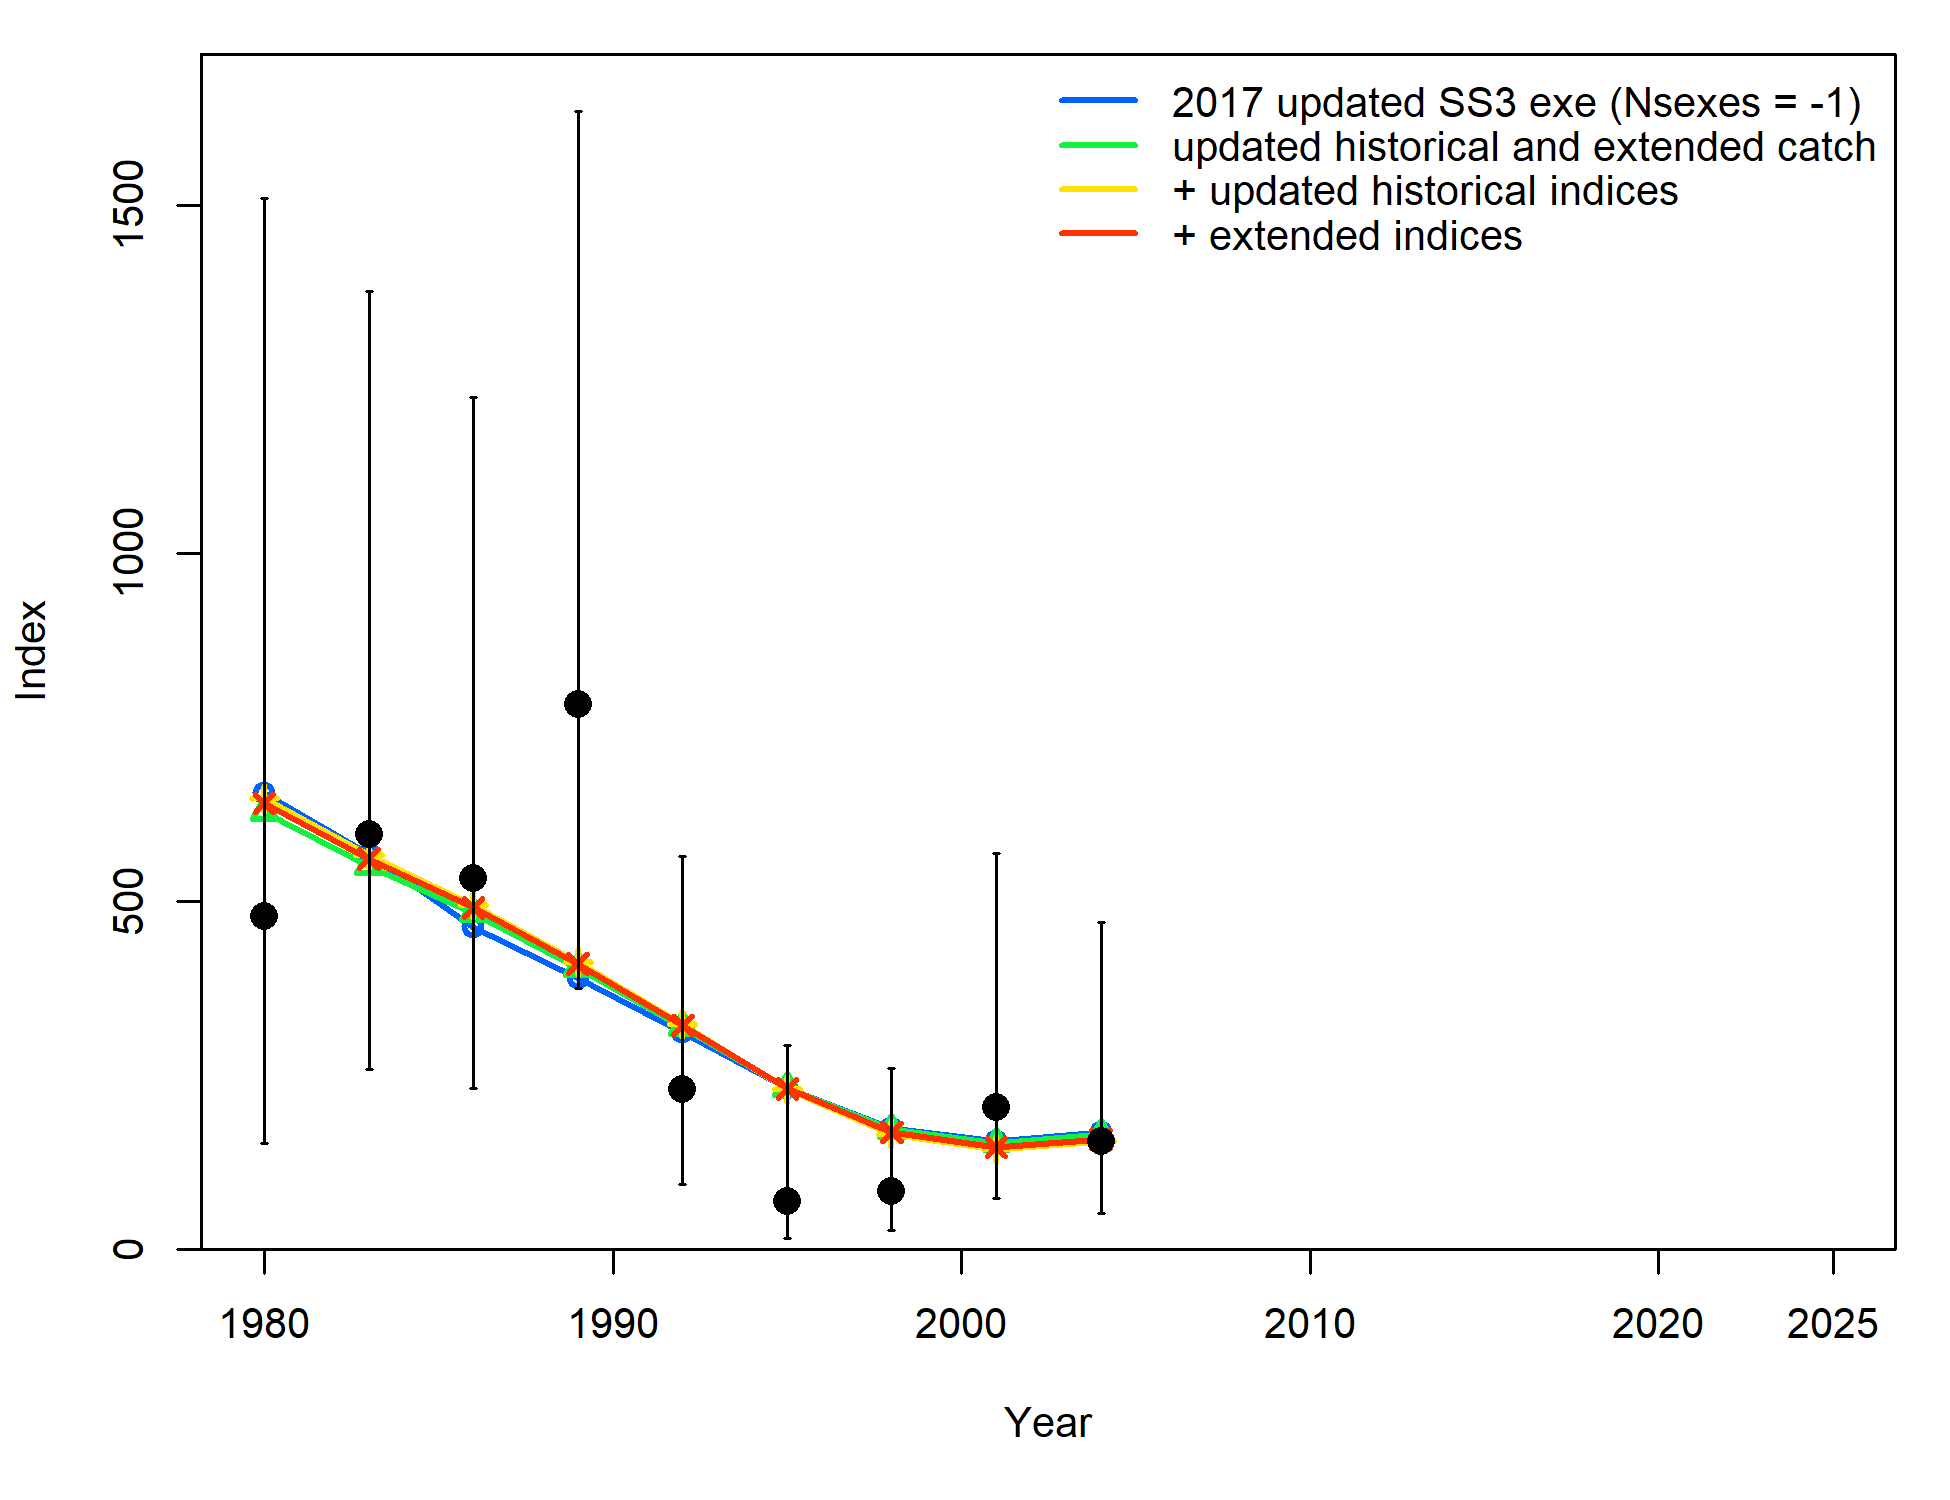 2017 updated SS3 exe (Nsexes = -1)
updated historical and extended catch
+ updated historical indices
+ extended indices
1500
1000
500
0
Index
1980 1990 2000 2010 2020 2025
Year